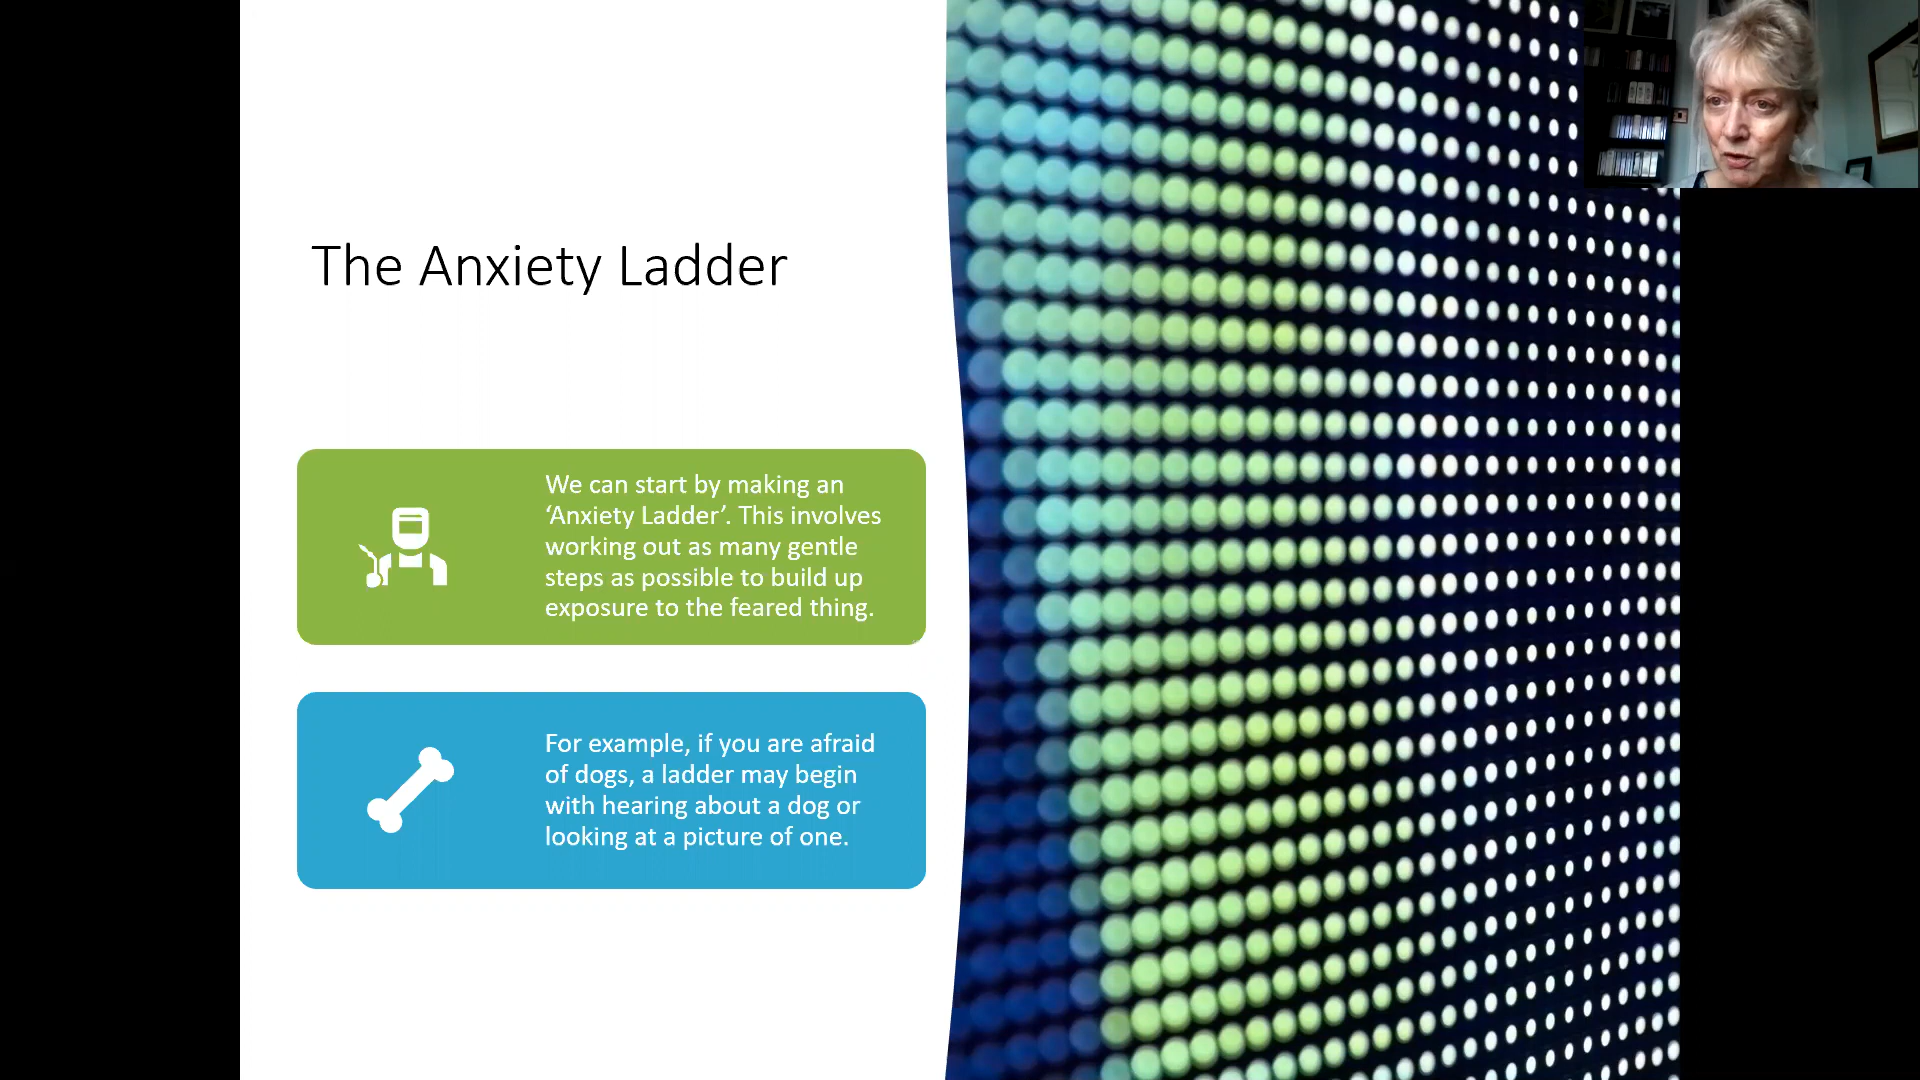 The Anxiety Ladder
We can start by making an
‘Anxiety Ladder’. This involves
working out as many gentle
steps as possible to build up
exposure to the feared thing.
For example, if you are afraid
of dogs, a ladder may begin
with hearing about a dog or
looking at a picture of one.